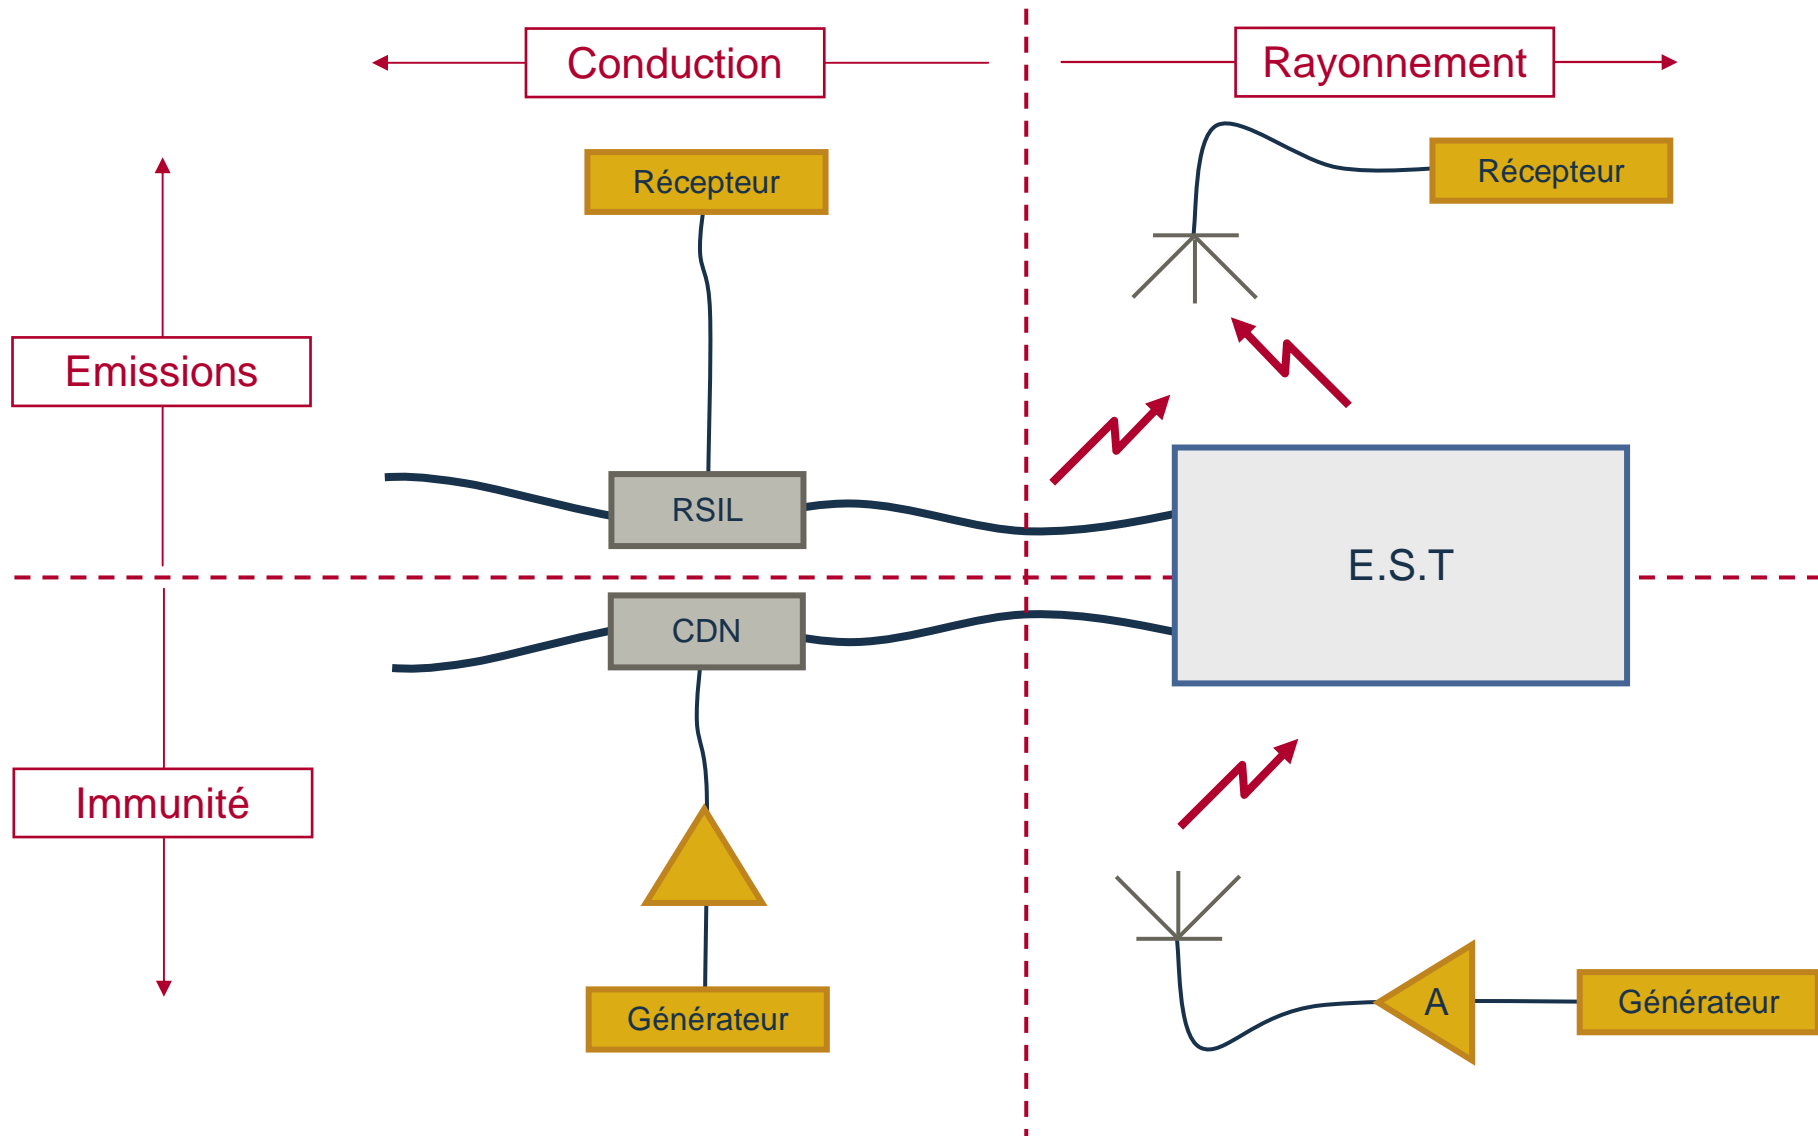 Conduction
Rayonnement
Récepteur
Récepteur
Emissions
RSIL
E.S.T
CDN
Immunité
A
Générateur
Générateur